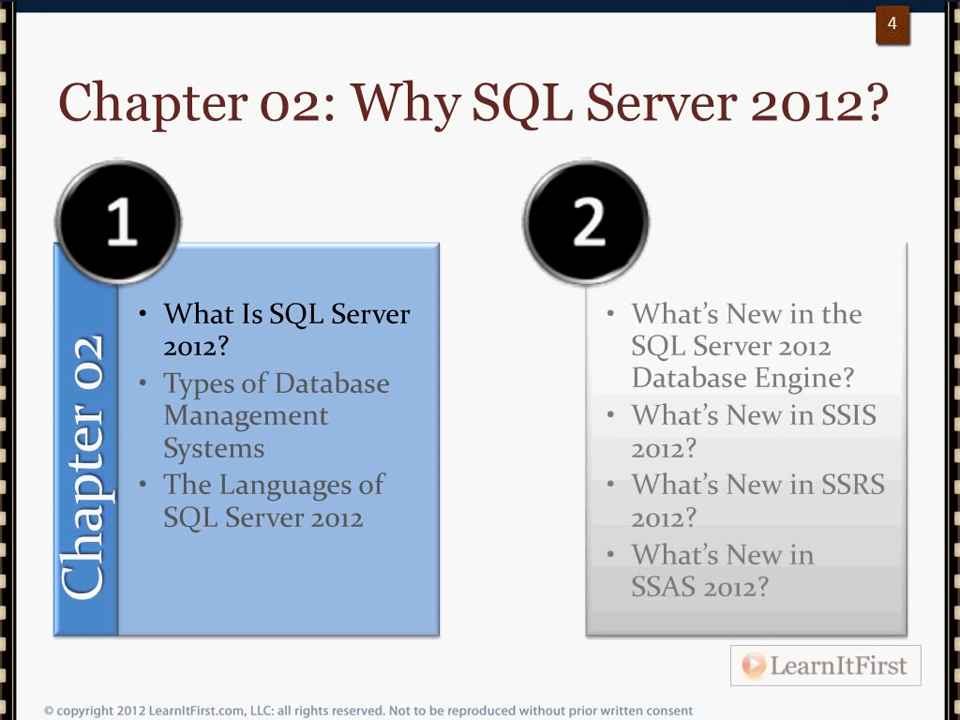 4
Chapter 02: Why SQL Server 2012?
1
Chapter 02
• What Is SQL Server
2012?
• Types of Database
Management
Systems
• The Languages of
SQL Server 2012
2
• What’s New in the
SQL Server 2012
Database Engine?
• What’s New in SSIS
2012?
• What’s New in SSRS
2012?
• What’s New in
SSAS 2012?
LearnItFirst
© copyright 2012 LearnItFirst.com, LLC: all rights reserved. Not to be reproduced without prior written consent